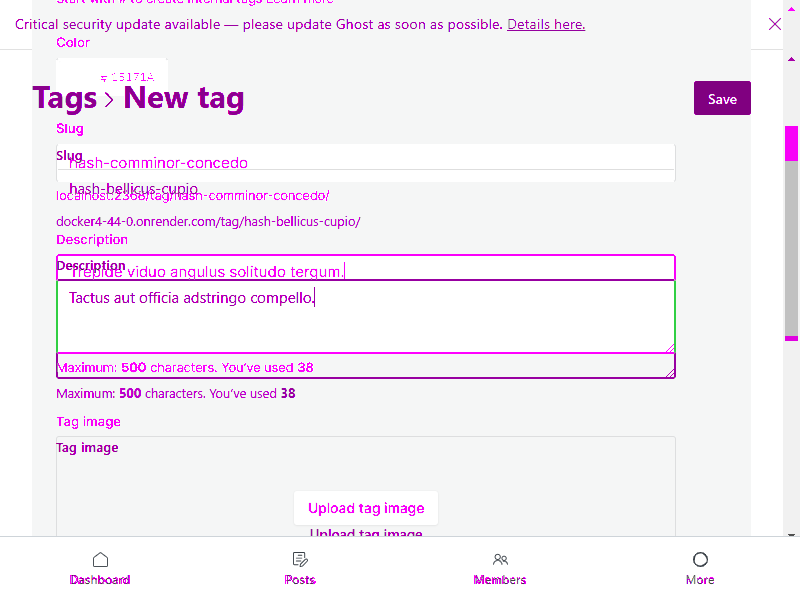 Start with # to create internal tags Learn more
Critical security update available — please update Ghost as soon as possible. Details here.
Color
# 15171A
Tags > New tag
Save
Slug
Slug
hash-comminor-concedo
hash-bellicus-cupio
localhost:2368/tag/hash-comminor-concedo/
docker4-44-0.onrender.com/tag/hash-bellicus-cupio/
Description
Description
Trepide viduo angulus solitudo tergum.
Tactus aut officia adstringo compello.
Maximum: 500 characters. You've used 38
Maximum: 500 characters. You've used 38
Tag image
Tag image
Upload tag image
Upload tag image
Dashboard
Posts
Members
More